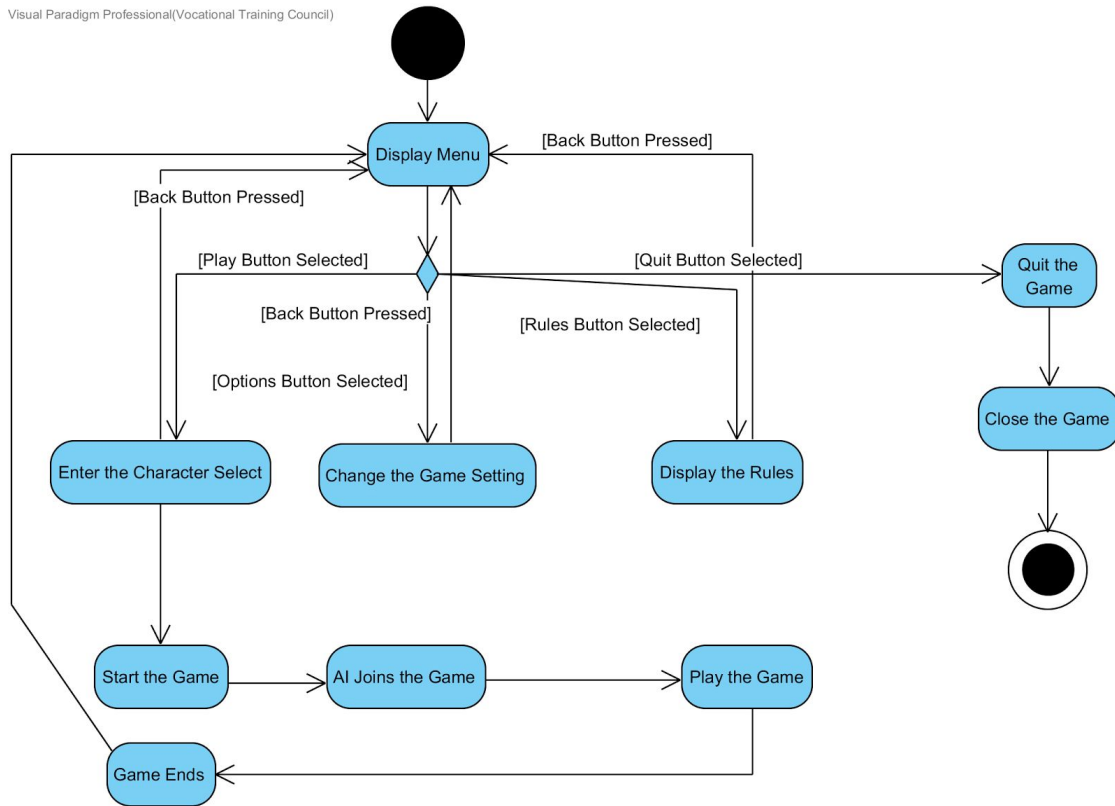 Visual Paradigm Professional(Vocational Training Council)
Display Menu
[Back Button Pressed]
[Back Button Pressed]
[Play Button Selected]
[Quit Button Selected]
Quit the
Game
[Back Button Pressed]
[Rules Button Selected]
[Options Button Selected]
Close the Game
Enter the Character Select
Change the Game Setting
Display the Rules
Start the Game
AI Joins the Game
Play the Game
Game Ends